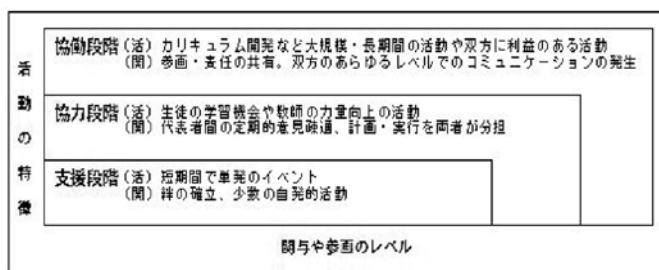 活動の特徴
協働段階(活) カリキュラム開発など大規模・長期間の活動や双方に利益のある活動
(関) 参画・責任の共有。双方のあらゆるレベルでのコミュニケーションの発生
協力段階(活) 生徒の学習機会や教師の力量向上の活動
(関) 代表者間の定期的意見疎通、計画・実行を両者が分担
支援段階(活) 短期間で単発のイベント
(関) 絆の確立、少数の自発的活動
関与や参画のレベル